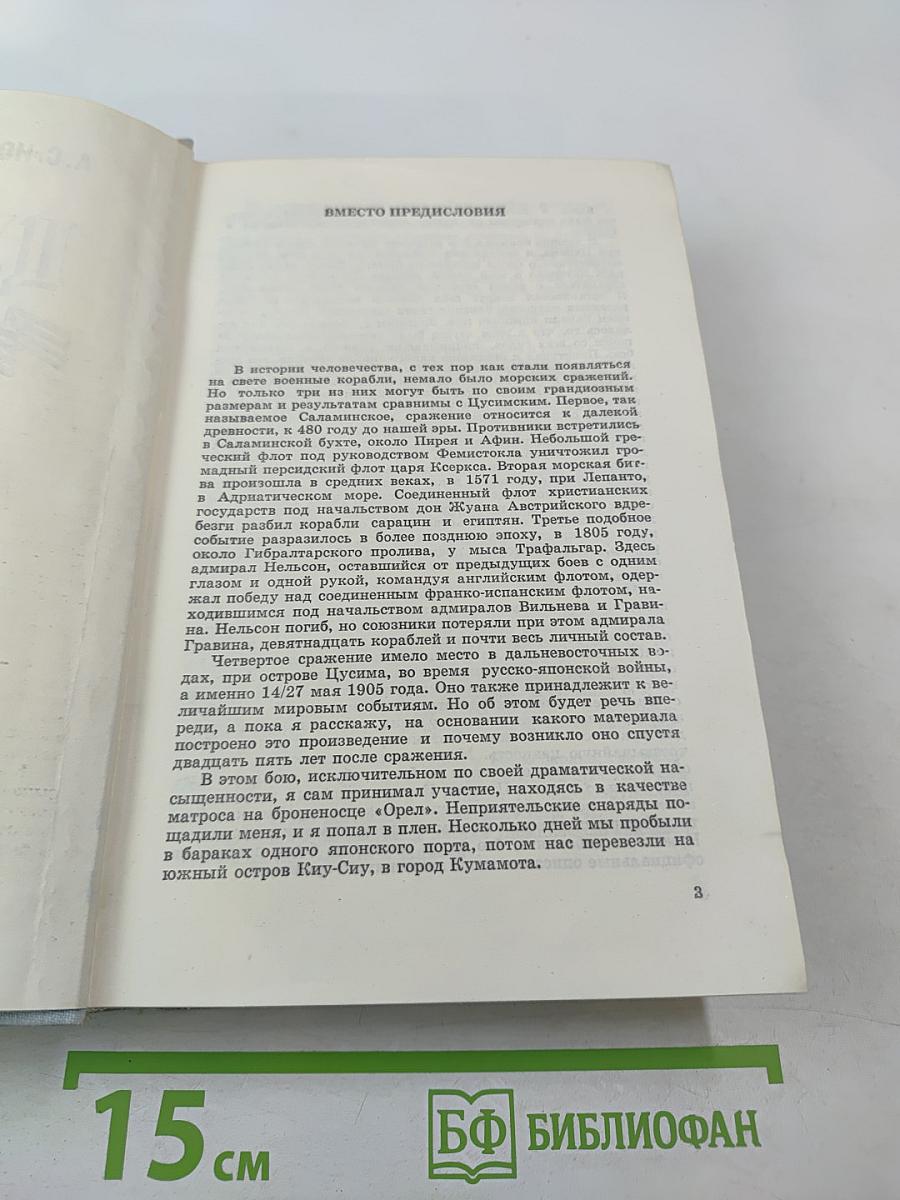 ВМЕСТО ПРЕДИСЛОВИЯ
В истории человечества, с тех пор как стали появляться
на свете военные корабли, немало было морских сражений.
Но только три из них могут быть по своим грандиозным
размерам и результатам сравнимы с Цусимским. Первое, так
называемое Саламинское, сражение относится к далекой
древности, к 480 году до нашей эры. Противники встретились
в Саламинской бухте, около Пирея и Афин. Небольшой гре-
ческий флот под руководством Фемистокла уничтожил гро-
мадный персидский флот царя Ксеркса. Вторая морская бит-
ва произошла в средних веках, в 1571 году, при Лепанто,
в Адриатическом море. Соединенный флот христианских
государств под начальством дон Жуана Австрийского вдре-
безги разбил корабли сарацин и египтян. Третье подобное
событие разразилось в более позднюю эпоху, в 1805 году,
около Гибралтарского пролива, у мыса Трафальгар. Здесь
адмирал Нельсон, оставшийся от предыдущих боев с одним
глазом и одной рукой, командуя английским флотом, одер-
жал победу над соединенным франко-испанским флотом, на-
ходившимся под начальством адмиралов Вильнева и Грави-
на. Нельсон погиб, но союзники потеряли при этом адмирала
Гравина, девятнадцать кораблей и почти весь личный состав.
Четвертое сражение имело место в дальневосточных во-
дах, при острове Цусима, во время русско-японской войны,
а именно 14/27 мая 1905 года. Оно также принадлежит к ве-
личайшим мировым событиям. Но об этом будет речь впе-
реди, а пока я расскажу, на основании какого материала
построено это произведение и почему возникло оно спустя
двадцать пять лет после сражения.
В этом бою, исключительном по своей драматической на-
сыщенности, я сам принимал участие, находясь в качестве
матроса на броненосце «Орел». Неприятельские снаряды по-
щадили меня, и я попал в плен. Несколько дней мы пробыли
в бараках одного японского порта, потом нас перевезли на
южный остров Киу-Сиу, в город Кумамота.
3
15 см
БФ БИБЛИОФАН